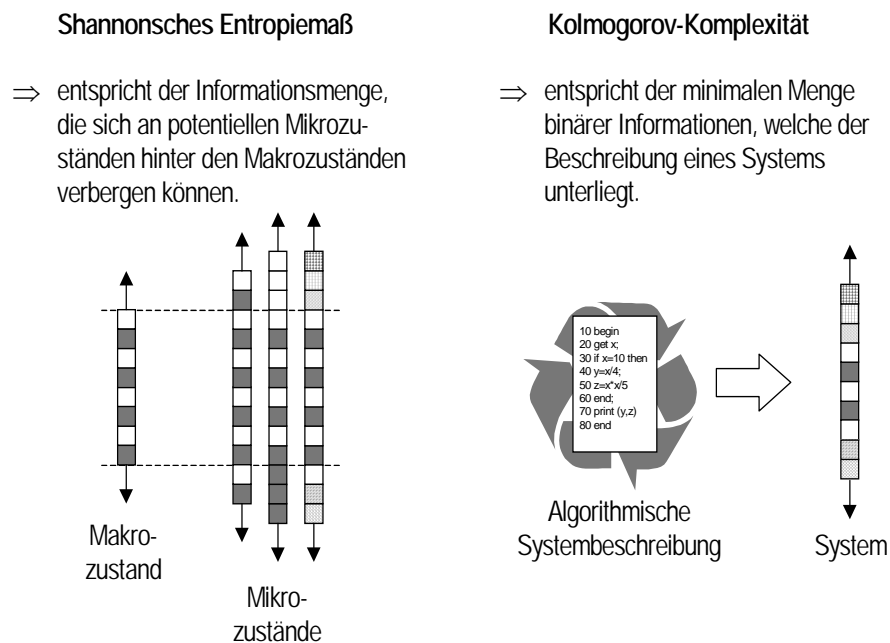 Shannonsches Entropiemaß
⇒ entspricht der Informationsmenge,
die sich an potentiellen Mikrozu-
ständen hinter den Makrozuständen
verbergen können.
Makro-
zustand
Mikro-
zustände
Kolmogorov-Komplexität
⇒ entspricht der minimalen Menge
binärer Informationen, welche der
Beschreibung eines Systems
unterliegt.
10 begin
20 get x;
30 if x=10 then
40 y=x/4;
50 z=x*x/5
60 end;
70 print (y,z)
80 end
Algorithmische
Systembeschreibung
System